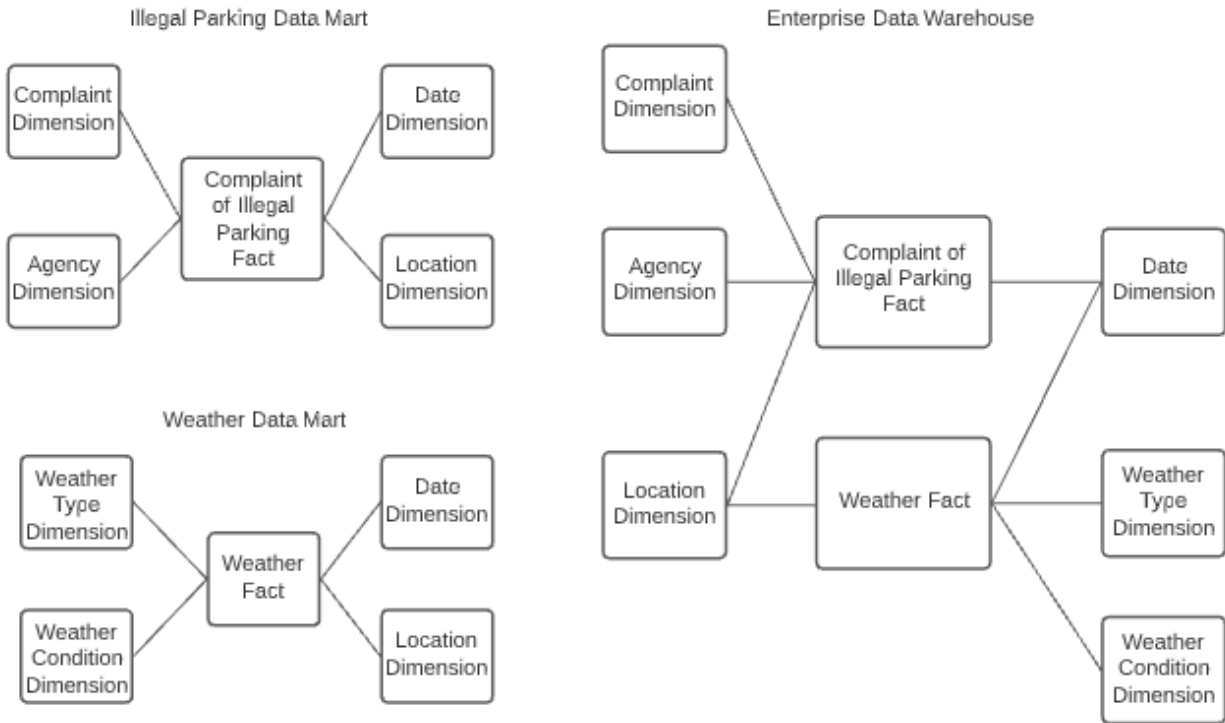 Illegal Parking Data Mart
Complaint
Dimension
Date
Dimension
Complaint
of Illegal
Parking
Fact
Agency
Dimension
Location
Dimension
Weather Data Mart
Weather
Type
Dimension
Date
Dimension
Weather
Fact
Weather
Condition
Dimension
Location
Dimension
Enterprise Data Warehouse
Complaint
Dimension
Agency
Dimension
Complaint of
Illegal Parking
Fact
Date
Dimension
Location
Dimension
Weather Fact
Weather
Type
Dimension
Weather
Condition
Dimension